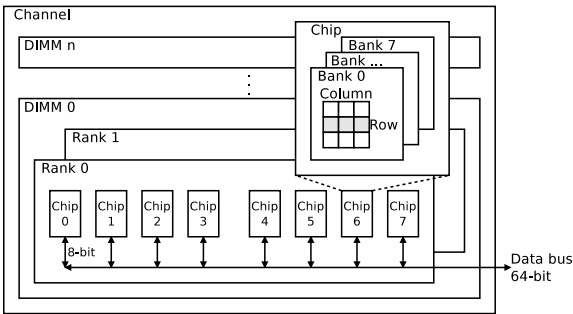 Channel
DIMM n
Chip
Bank 7
Bank ...
Bank 0
Column
Row
DIMM 0
Rank 1
Rank 0
Chip 0
Chip 1
Chip 2
Chip 3
Chip 4
Chip 5
Chip 6
Chip 7
8-bit
Data bus
64-bit